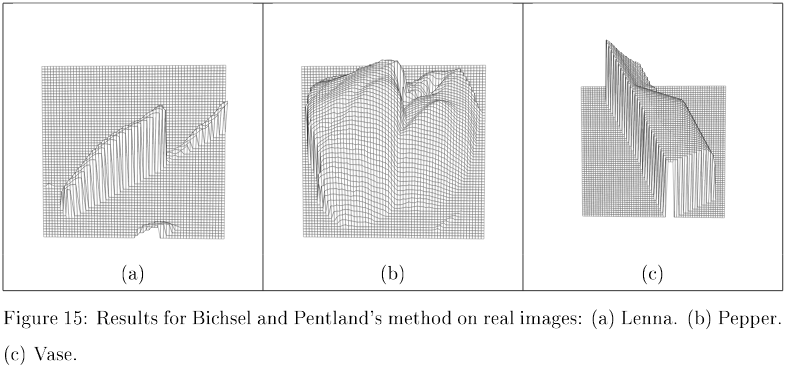 (a)
(b)
(c)
Figure 15: Results for Bichsel and Pentland's method on real images: (a) Lenna. (b) Pepper.
(c) Vase.